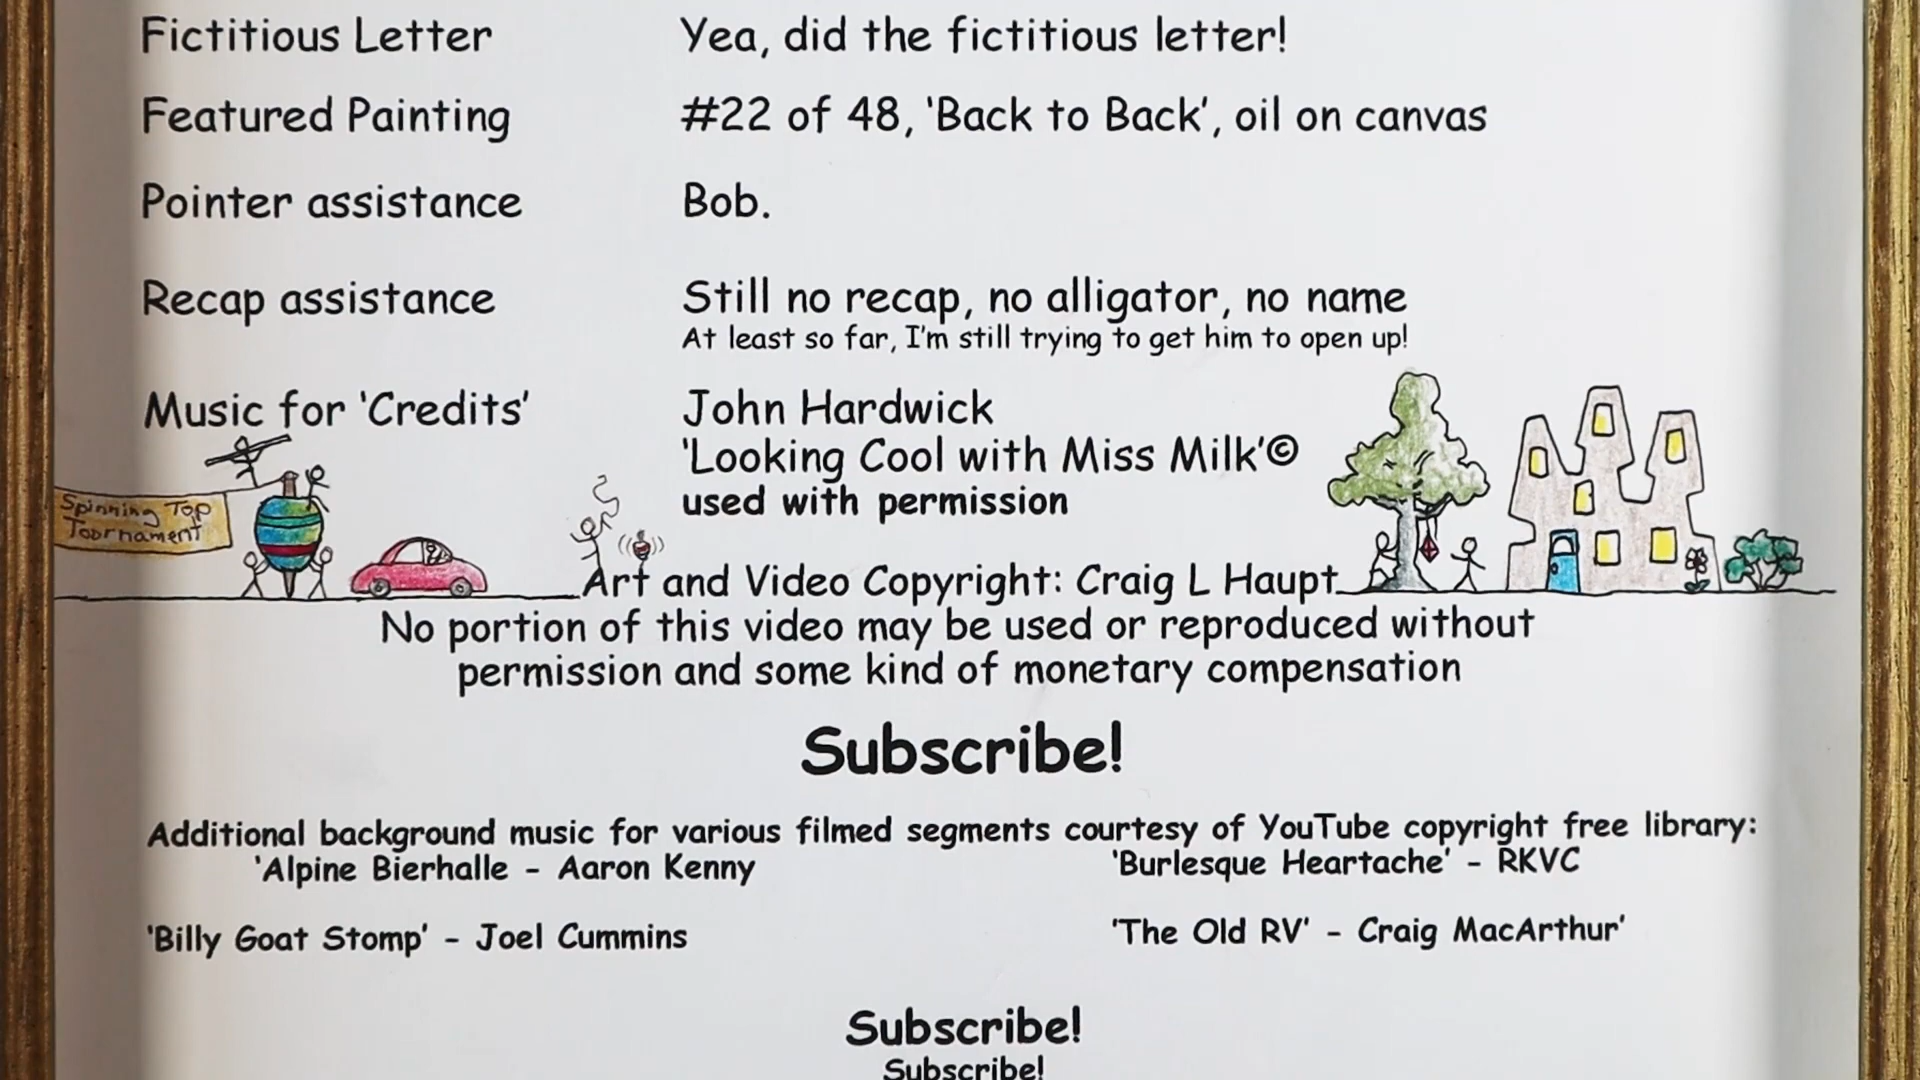 Fictitious Letter Yea, did the fictitious letter!
Featured Painting #22 of 48, 'Back to Back', oil on canvas
Pointer assistance Bob.
Recap assistance Still no recap, no alligator, no name
At least so far, I'm still trying to get him to open up!
Music for 'Credits' John Hardwick
'Looking Cool with Miss Milk'©
used with permission
Spinning Top
Toornament
Art and Video Copyright: Craig L Haupt
No portion of this video may be used or reproduced without
permission and some kind of monetary compensation
Subscribe!
Additional background music for various filmed segments courtesy of YouTube copyright free library:
'Alpine Bierhalle - Aaron Kenny 'Burlesque Heartache' - RKVC
'Billy Goat Stomp' - Joel Cummins 'The Old RV' - Craig MacArthur'
Subscribe!
Subscribe!